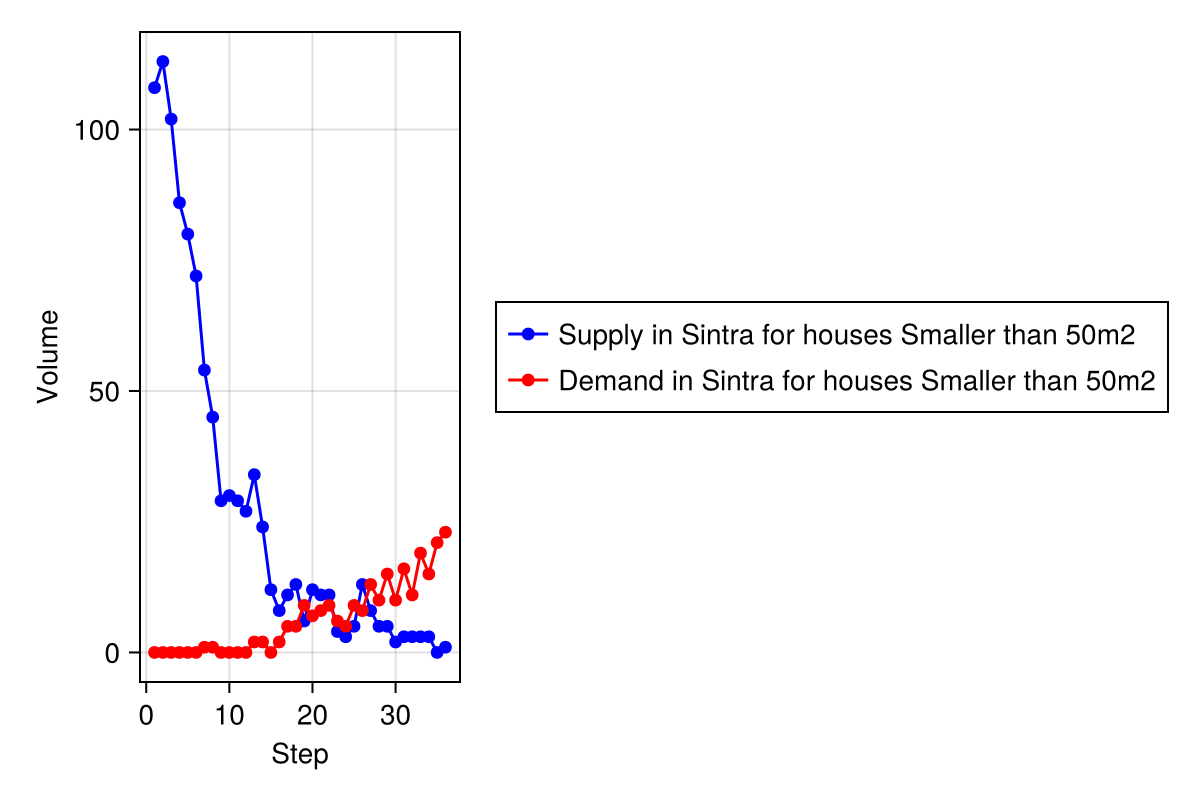 100
50
0
Volume
0 10 20 30
Step
Supply in Sintra for houses Smaller than 50m2
Demand in Sintra for houses Smaller than 50m2